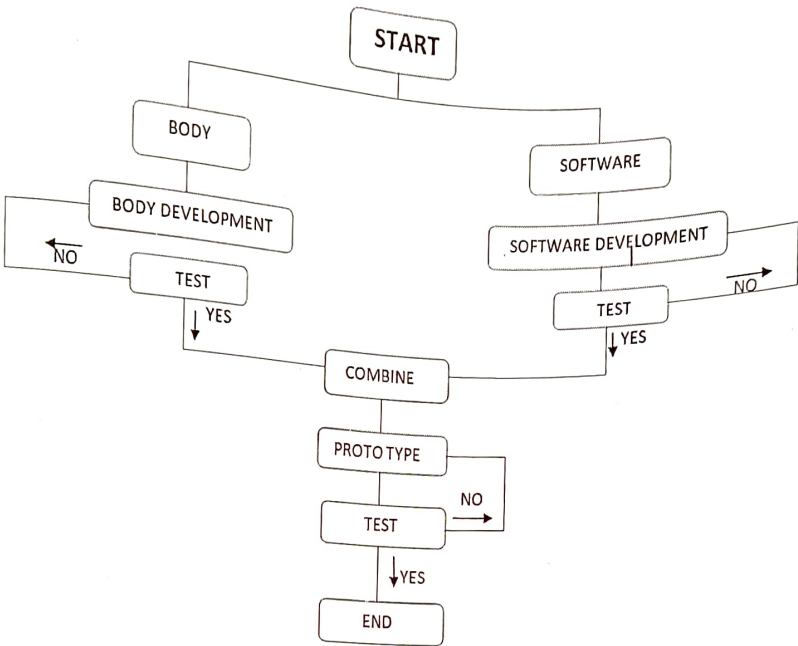 START
BODY
SOFTWARE
BODY DEVELOPMENT
SOFTWARE DEVELOPMENT
NO
TEST
NO
TEST
YES
YES
COMBINE
PROTO TYPE
NO
TEST
YES
END